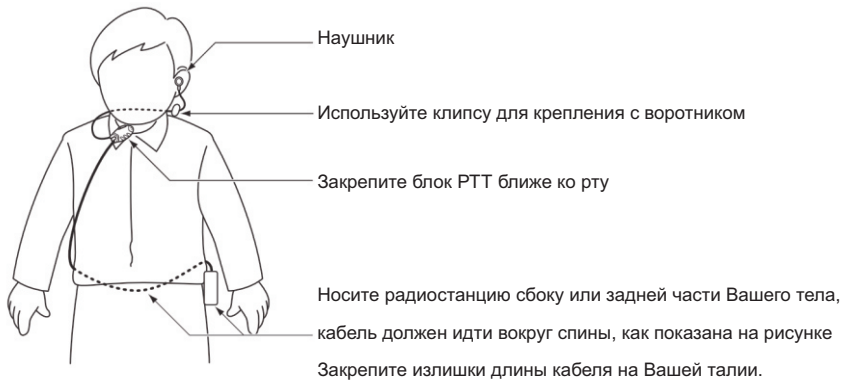 Наушник
Используйте клипсу для крепления с воротником
Закрепите блок PTT ближе ко рту
Носите радиостанцию сбоку или задней части Вашего тела,
кабель должен идти вокруг спины, как показана на рисунке
Закрепите излишки длины кабеля на Вашей талии.